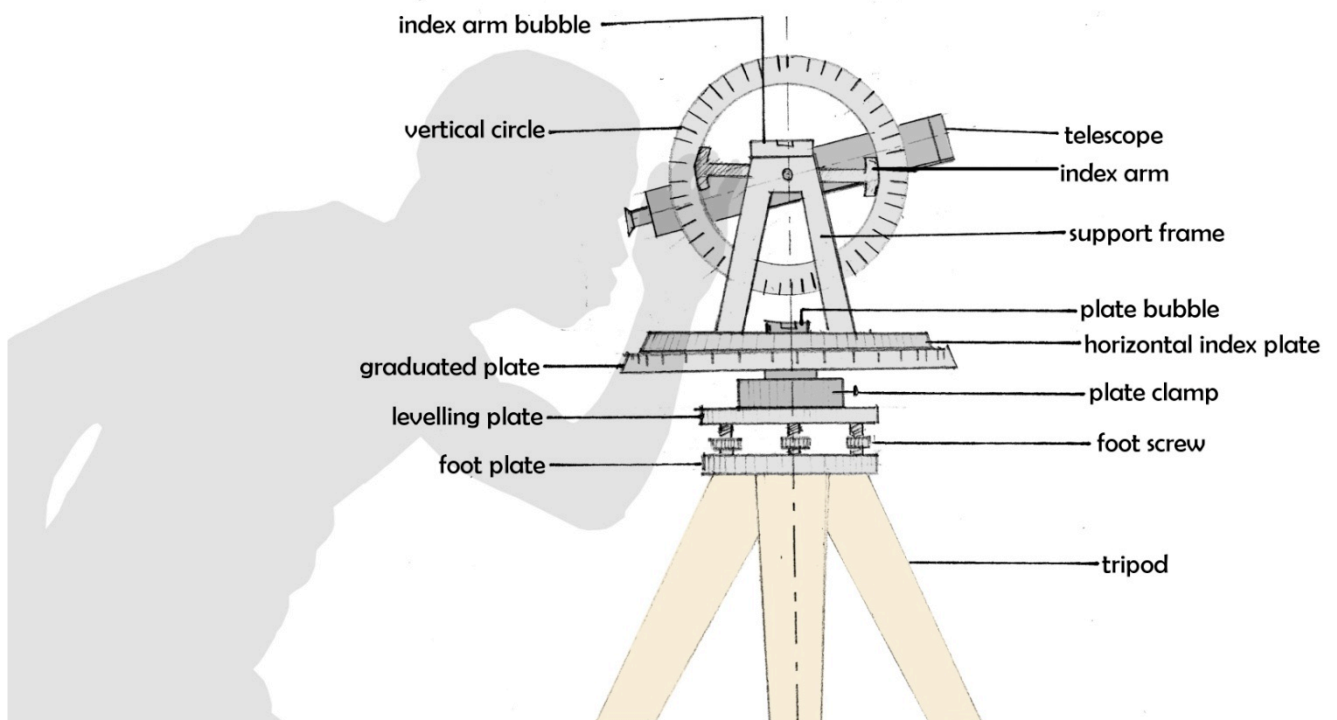 index arm bubble
vertical circle
telescope
index arm
support frame
plate bubble
horizontal index plate
graduated plate
plate clamp
levelling plate
foot screw
foot plate
tripod